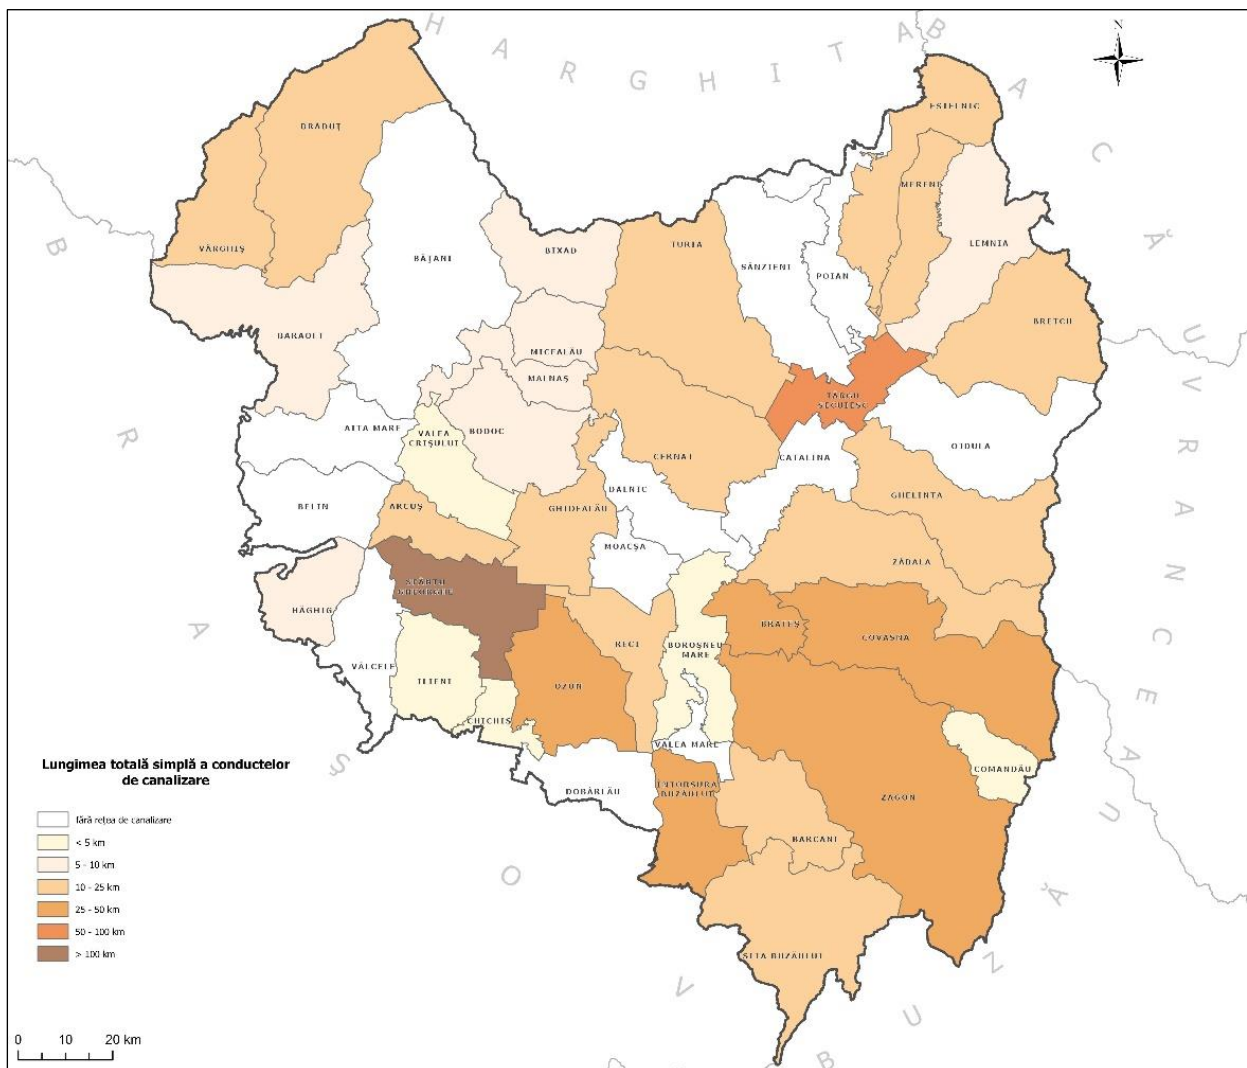 N
HARGHITA
BACĂU
VRANCEA
BUZĂU
BRAȘOV
ESTELNIC
BRĂDUȚ
MERENI
VÂRGHIȘ
BĂȚANI
BIXAD
TURIA
SÂNZIENI
POIAN
LEMNIA
BARAOLT
BRETCU
MICFALĂU
MALNAȘ
TÂRGU
SECUIESC
AITA MARE
VALEA
CRIȘULUI
BODOC
CERNAT
CATALINA
OJDULA
DALNIC
GHELINȚA
BELIN
ARCUȘ
GHIDFALĂU
MOACȘA
ZĂBALA
SFÂNTU
GHEORGHE
HĂGHIG
RECI
BOROȘNEU
MARE
BRATEȘ
COVASNA
VÂLCELE
ILIENI
OZUN
CHICHIȘ
VALEA MARE
COMANDĂU
DOBÂRLĂU
ÎNTORSURA
BUZĂULUI
ZAGON
BARCANI
SITA BUZĂULUI
Lungimea totală simplă a conductelor
de canalizare
fără rețea de canalizare
< 5 km
5 - 10 km
10 - 25 km
25 - 50 km
50 - 100 km
> 100 km
0 10 20 km